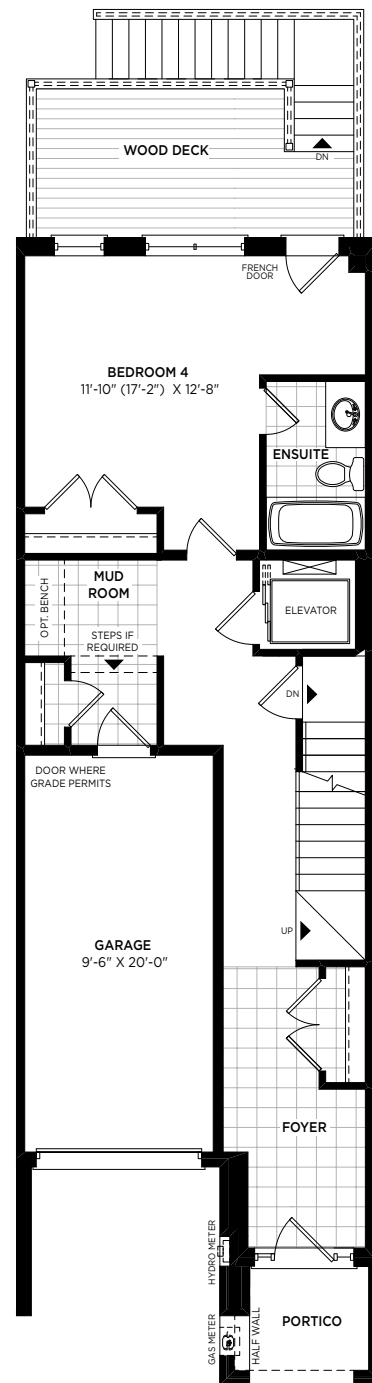 WOOD DECK
DN
FRENCH
DOOR
BEDROOM 4
11'-10" (17'-2") X 12'-8"
ENSUITE
MUD
ROOM
OPT. BENCH
STEPS IF
REQUIRED
ELEVATOR
DN
DOOR WHERE
GRADE PERMITS
UP
GARAGE
9'-6" X 20'-0"
FOYER
HYDRO METER
GAS METER
HALF WALL
PORTICO